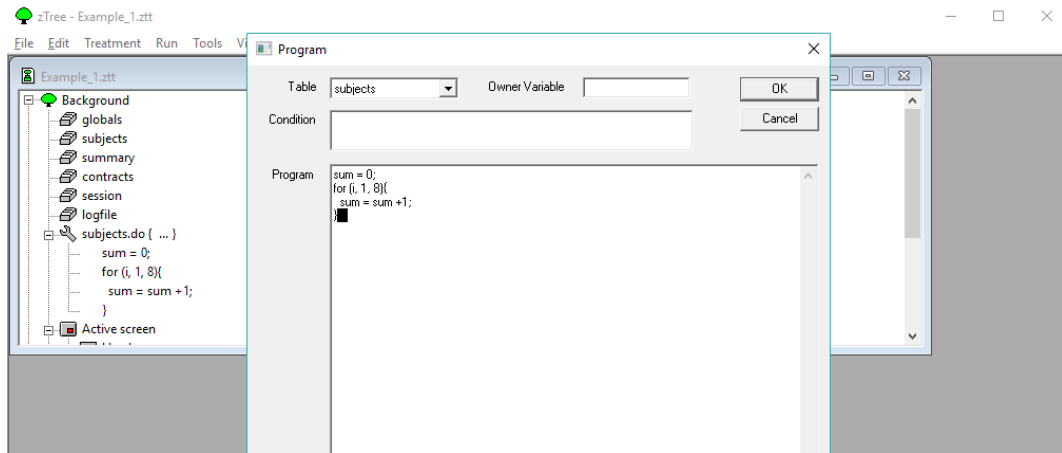 zTree - Example_1.ztt
File Edit Treatment Run Tools Vi
Program
Example_1.ztt
Background
globals
subjects
summary
contracts
session
logfile
subjects.do { ... }
sum = 0;
for (i, 1, 8){
sum = sum +1;
}
Active screen
Table subjects Owner Variable OK
Condition Cancel
Program sum = 0;
for (i, 1, 8){
sum = sum +1;
}